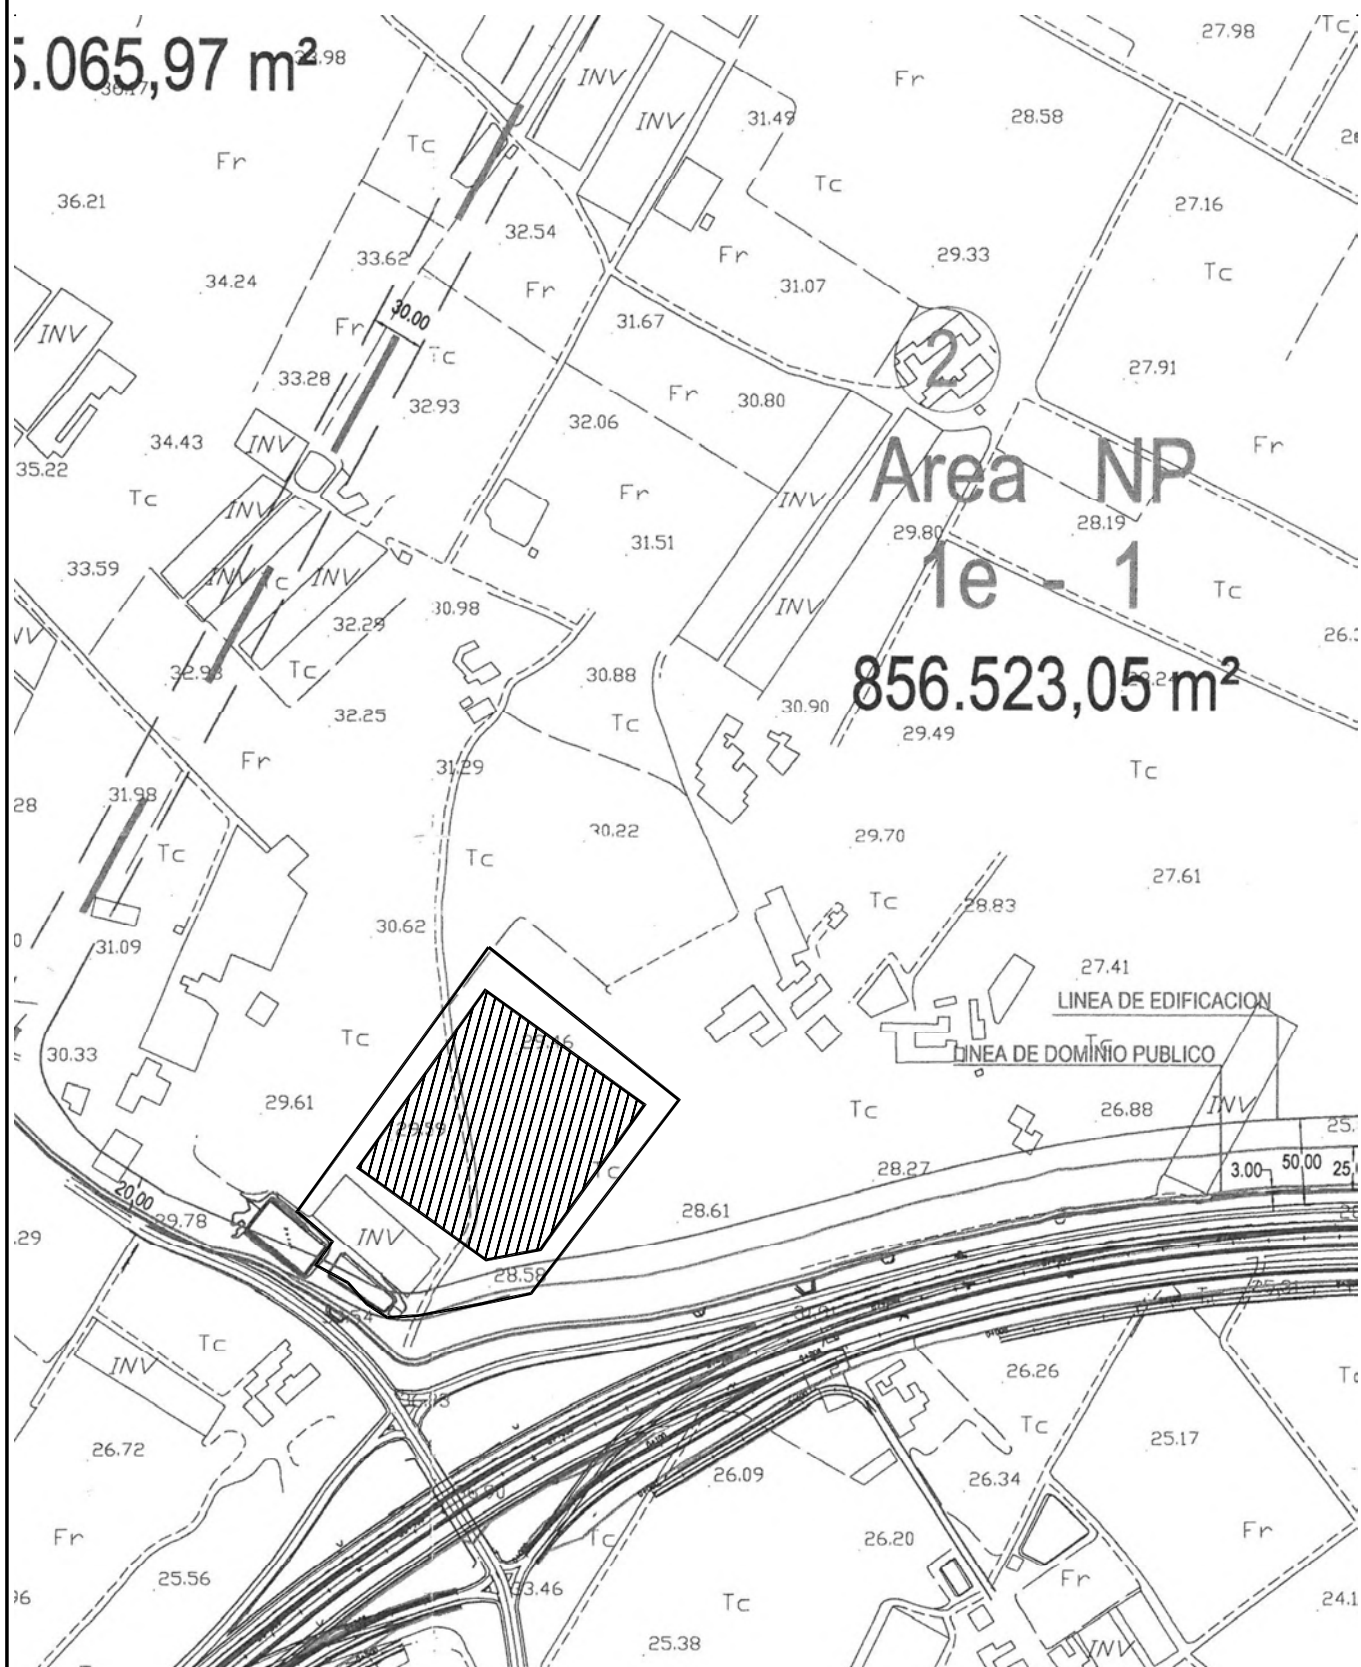 5.065,97 m²
27.98
Tc
INV
Fr
31.49
28.58
INV
Tc
Fr
Tc
36.21
27.16
32.54
33.62
Fr
29.33
Tc
34.24
Fr
31.07
30.00
Fr
31.67
INV
Tc
2
27.91
33.28
Fr
30.80
32.93
32.06
34.43
INV
Fr
35.22
Area NP
Tc
Fr
INV
INV
29.80
28.19
31.51
33.59
INV
Tc
INV
1e - 1
Tc
30.98
INV
32.29
32.93
Tc
30.88
856.523,05 m²
32.25
Tc
30.90
29.49
Fr
31.29
Tc
31.98
28
30.22
29.70
Tc
Tc
27.61
Tc
28.83
30.62
31.09
27.41
LINEA DE EDIFICACION
Tc
29.46
Tc
30.33
LINEA DE DOMINIO PUBLICO
29.61
Tc
26.88
INV
Tc
28.27
3.00
50.00
20.00
29.78
28.61
.29
INV
28.58
Tc
INV
26.26
Tc
25.17
26.72
26.09
26.34
Fr
Tc
26.20
Fr
25.56
33.46
Tc
Fr
25.38
INV